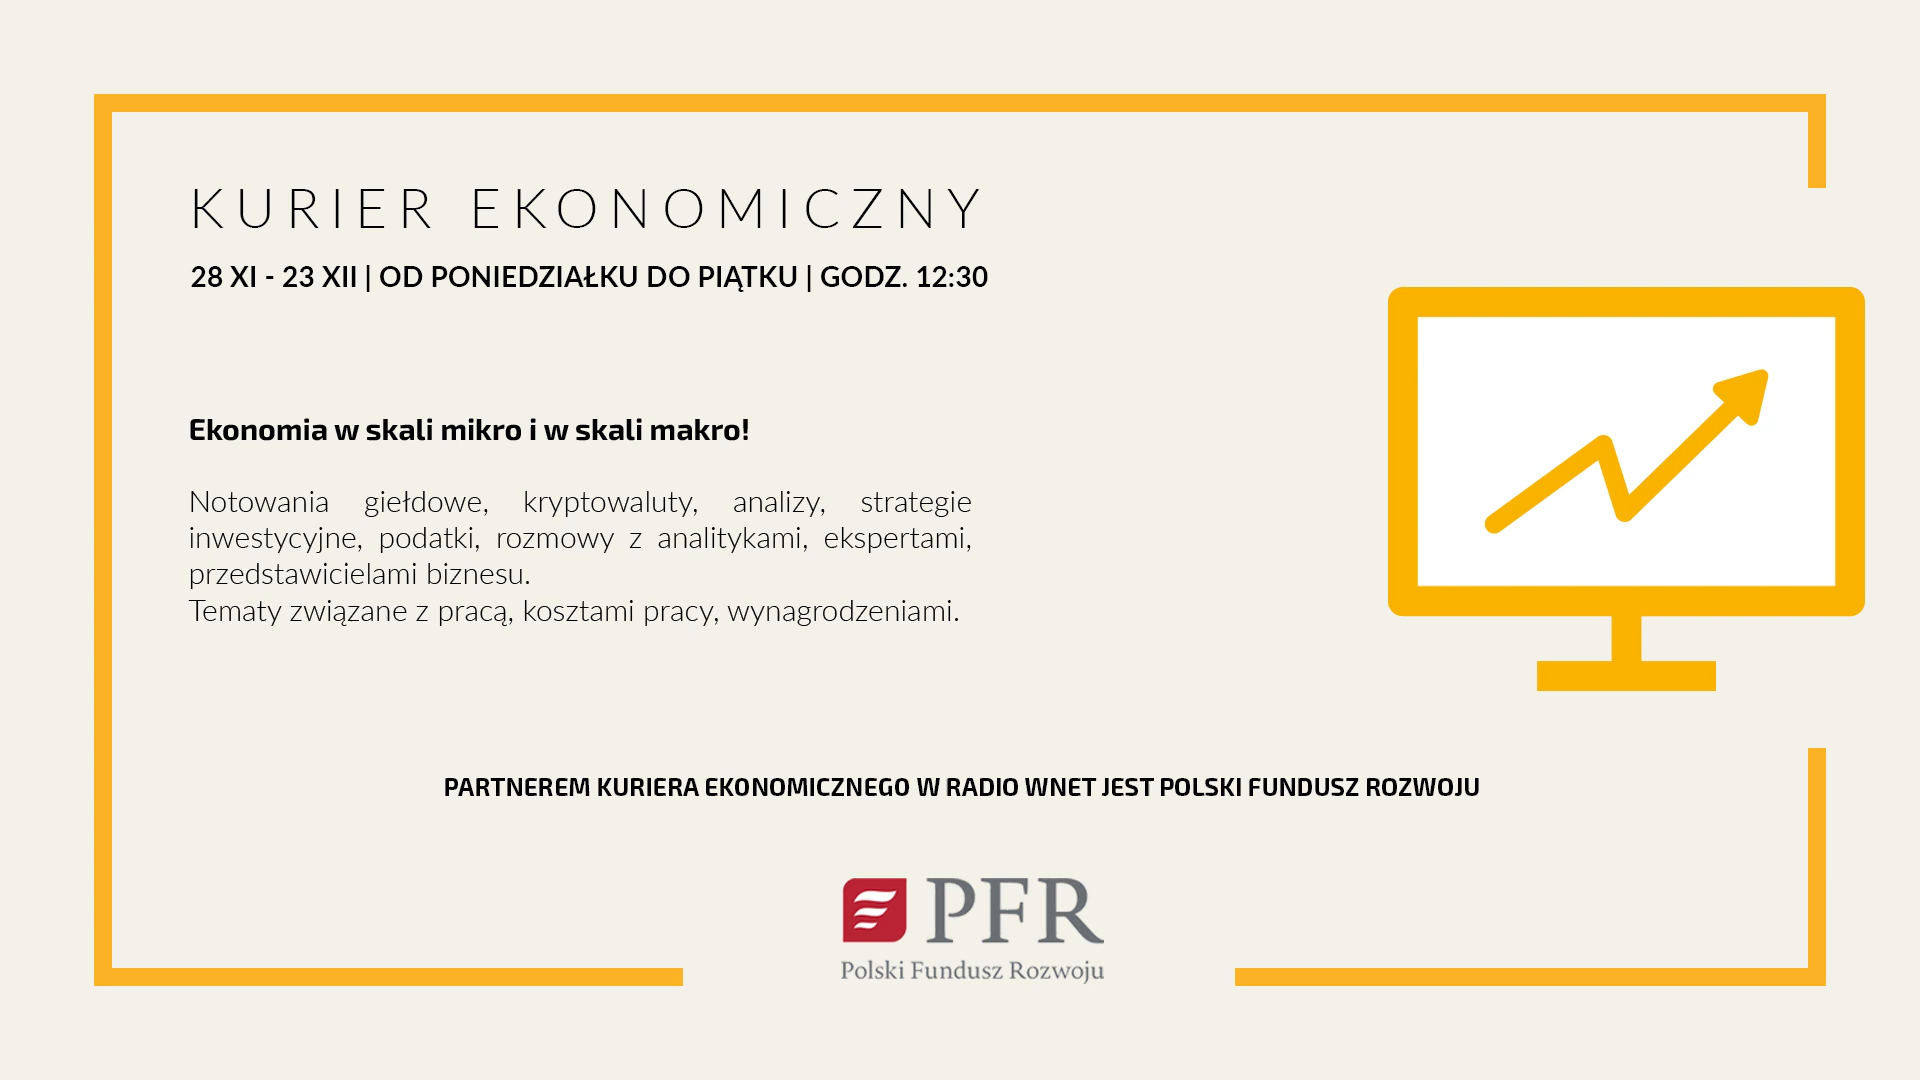 KURIER EKONOMICZNY
28 XI - 23 XII | OD PONIEDZIAŁKU DO PIĄTKU | GODZ. 12:30
Ekonomia w skali mikro i w skali makro!
Notowania giełdowe, kryptowaluty, analizy, strategie
inwestycyjne, podatki, rozmowy z analitykami, ekspertami,
przedstawicielami biznesu.
Tematy związane z pracą, kosztami pracy, wynagrodzeniami.
PARTNEREM KURIERA EKONOMICZNEGO W RADIO WNET JEST POLSKI FUNDUSZ ROZWOJU
PFR
Polski Fundusz Rozwoju